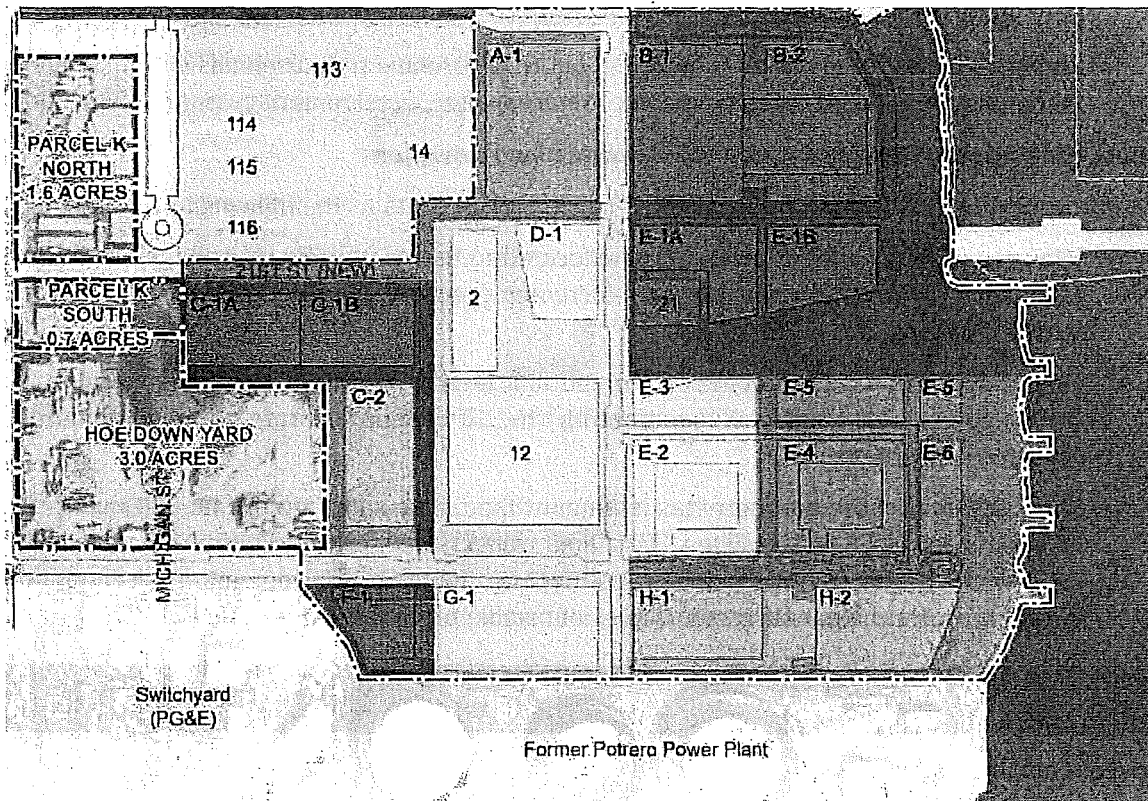 113
A-1
B-1
B-2
114
14
PARCEL K
NORTH
1.6 ACRES
115
116
D-1
E-1A
E-1B
21ST ST (NEW)
PARCEL K
SOUTH
0.7 ACRES
C-1A
C-1B
2
21
C-2
E-3
E-5
E-5
HOE DOWN YARD
3.0 ACRES
12
E-2
E-4
E-6
MICHIGAN ST
F-1
G-1
H-1
H-2
Switchyard
(PG&E)
Former Potrero Power Plant